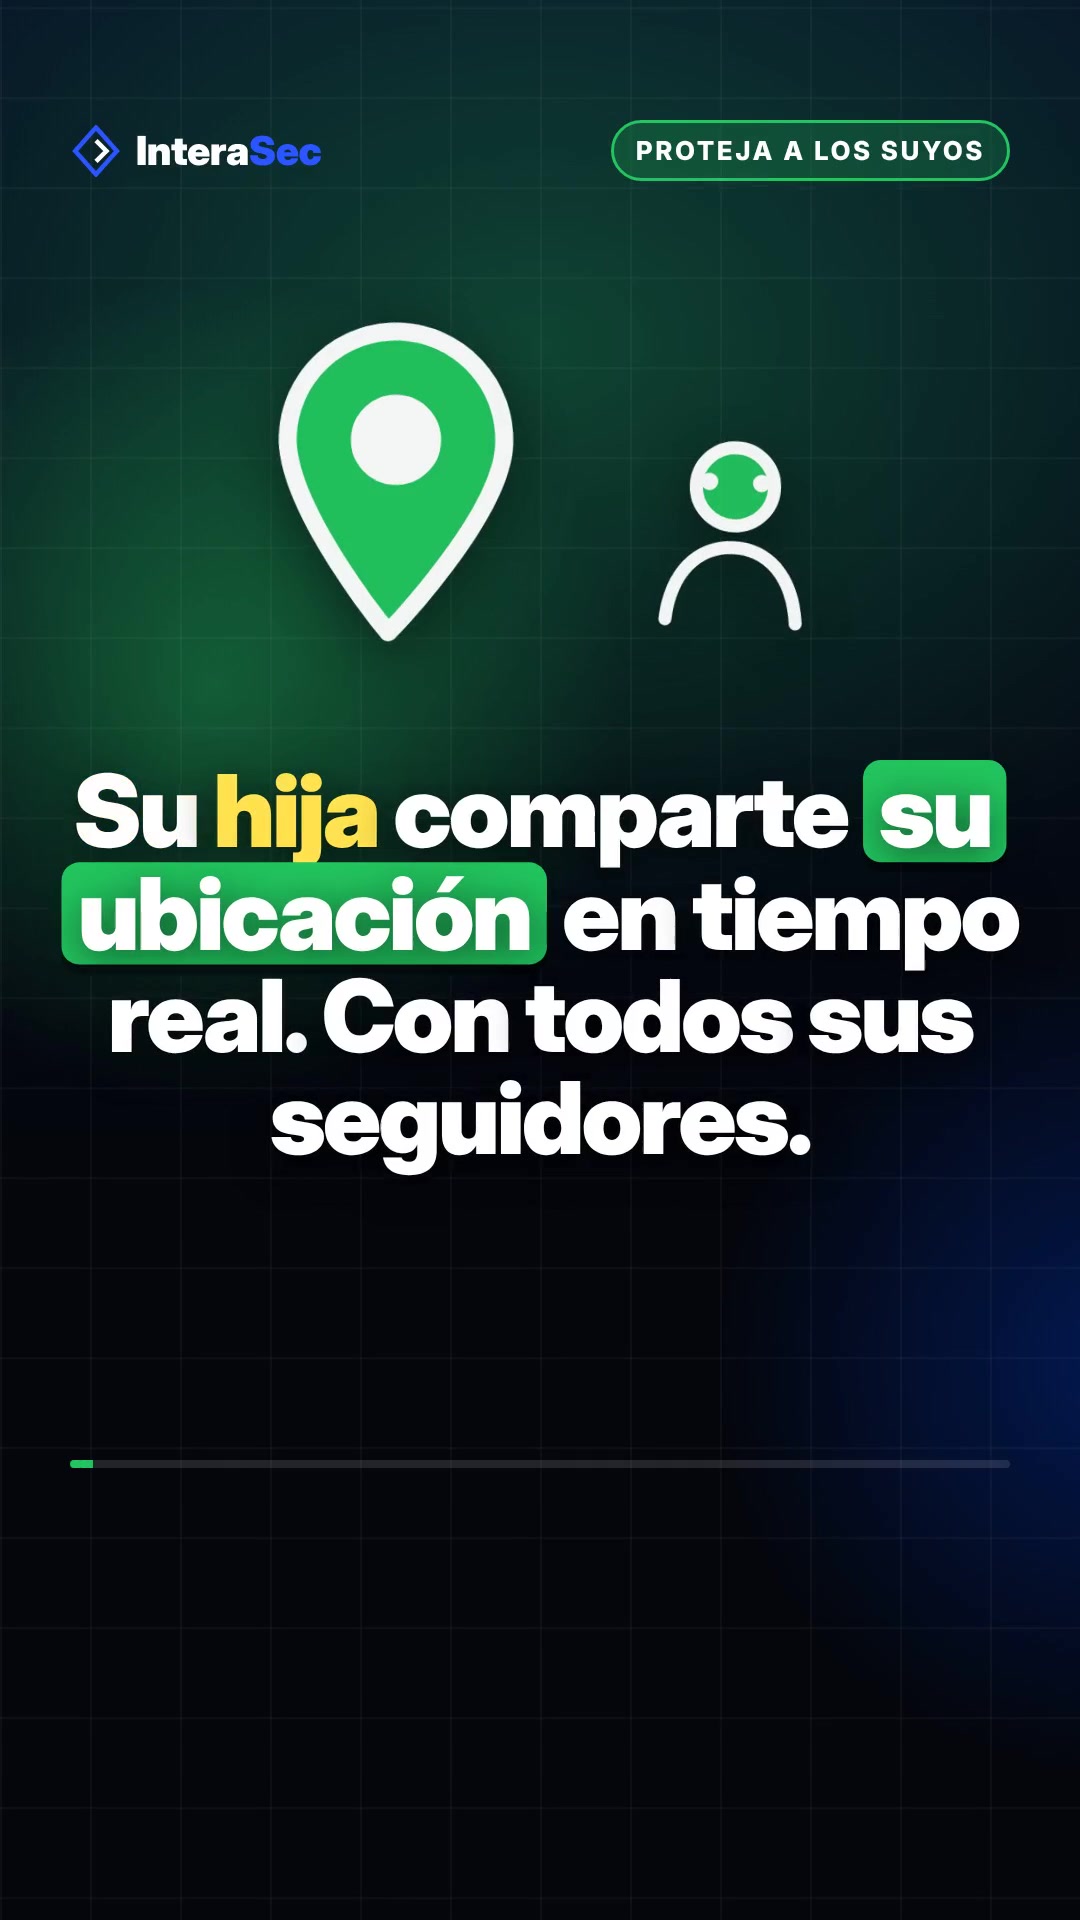 InteraSec
PROTEJA A LOS SUYOS
Su hija comparte su
ubicación en tiempo
real. Con todos sus
seguidores.